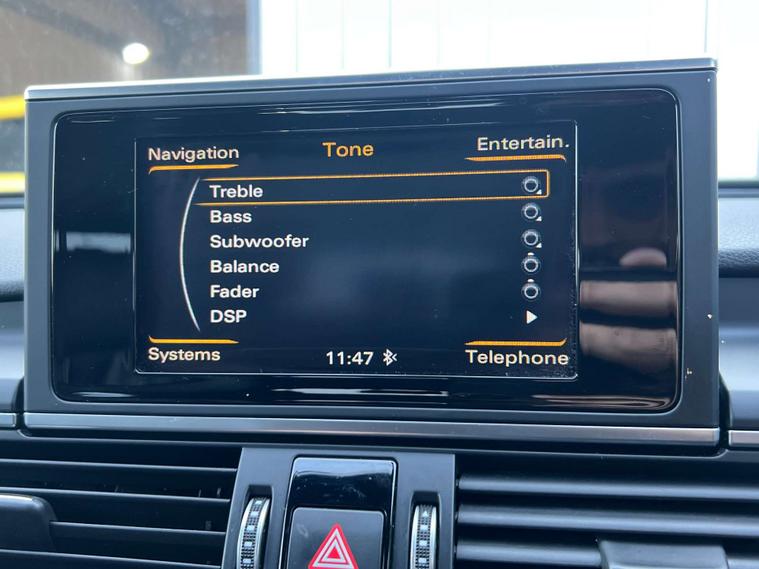 Navigation
Tone
Entertain.
Treble
Bass
Subwoofer
Balance
Fader
DSP
Systems
11:47
Telephone